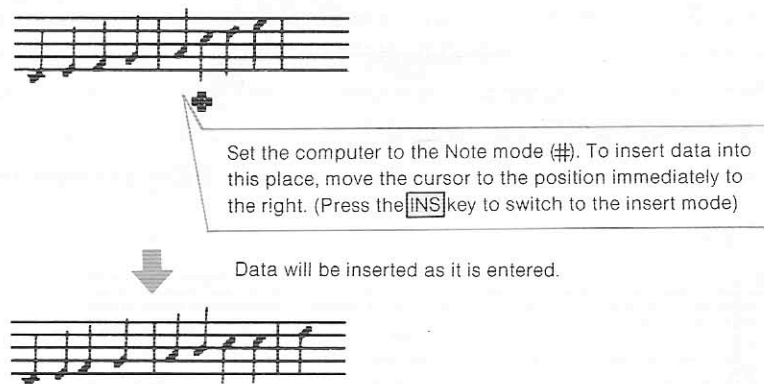 Set the computer to the Note mode (#). To insert data into
this place, move the cursor to the position immediately to
the right. (Press the INS key to switch to the insert mode)
Data will be inserted as it is entered.